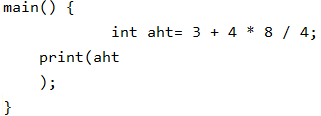 main() {
int aht= 3 + 4 * 8 / 4;
print(aht
);
}